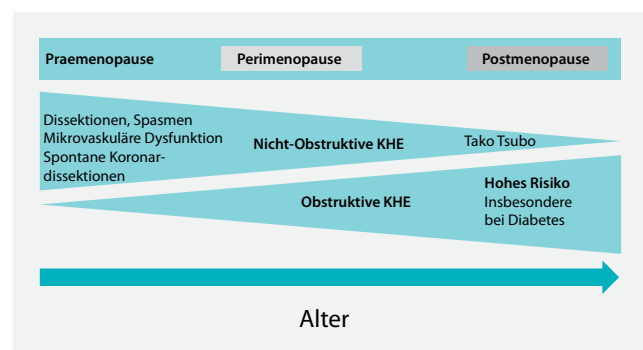 Praemenopause Perimenopause Postmenopause
Dissektionen, Spasmen
Mikrovaskuläre Dysfunktion
Spontane Koronar-
dissektionen
Nicht-Obstruktive KHE
Tako Tsubo
Obstruktive KHE
Hohes Risiko
Insbesondere
bei Diabetes
Alter